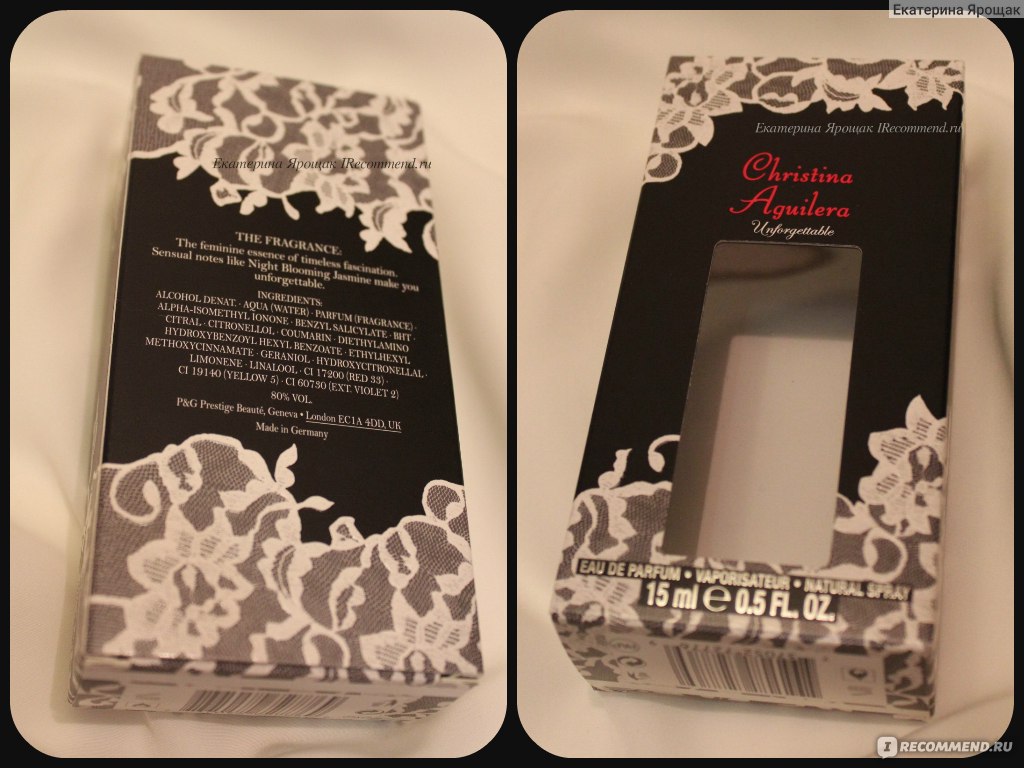 Екатерина Ярощак
Екатерина Ярощак IRecommend.ru
THE FRAGRANCE:
The feminine essence of timeless fascination.
Sensual notes like Night Blooming Jasmine make you
unforgettable.
INGREDIENTS:
ALCOHOL DENAT. · AQUA (WATER) · PARFUM (FRAGRANCE) ·
ALPHA-ISOMETHYL IONONE · BENZYL SALICYLATE · BHT ·
CITRAL · CITRONELLOL · COUMARIN · DIETHYLAMINO
HYDROXYBENZOYL HEXYL BENZOATE · ETHYLHEXYL
METHOXYCINNAMATE · GERANIOL · HYDROXYCITRONELLAL ·
LIMONENE · LINALOOL · CI 17200 (RED 33) ·
CI 19140 (YELLOW 5) · CI 60730 (EXT. VIOLET 2)
80% VOL.
P&G Prestige Beauté, Geneva • London EC1A 4DD, UK
Made in Germany
Екатерина Ярощак IRecommend.ru
Christina
Aguilera
Unforgettable
EAU DE PARFUM • VAPORISATEUR • NATURAL SPRAY
15 ml e 0.5 FL. OZ.
IRECOMMEND.RU